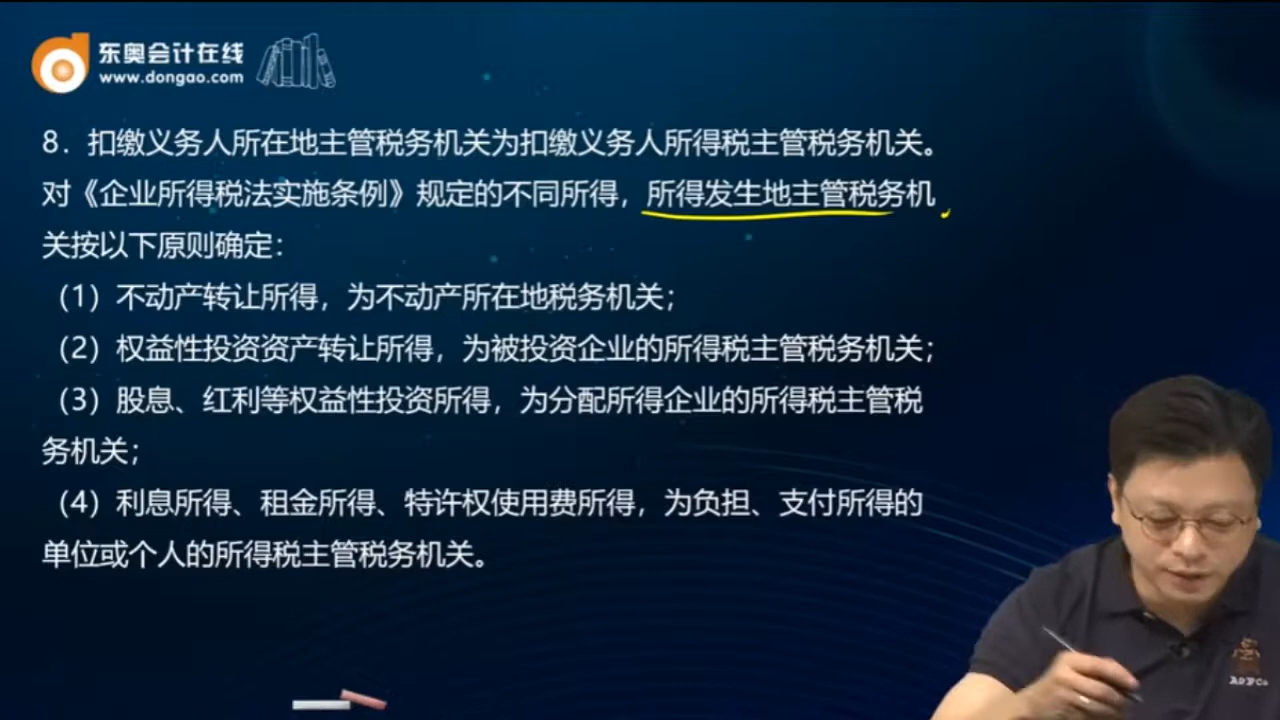 东奥会计在线
www.dongao.com
8．扣缴义务人所在地主管税务机关为扣缴义务人所得税主管税务机关。
对《企业所得税法实施条例》规定的不同所得，所得发生地主管税务机
关按以下原则确定：
（1）不动产转让所得，为不动产所在地税务机关；
（2）权益性投资资产转让所得，为被投资企业的所得税主管税务机关；
（3）股息、红利等权益性投资所得，为分配所得企业的所得税主管税
务机关；
（4）利息所得、租金所得、特许权使用费所得，为负担、支付所得的
单位或个人的所得税主管税务机关。